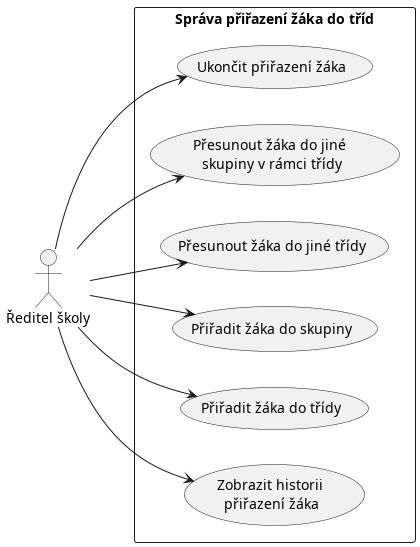 Správa přiřazení žáka do tříd
Ukončit přiřazení žáka
Přesunout žáka do jiné
skupiny v rámci třídy
Přesunout žáka do jiné třídy
Ředitel školy
Přiřadit žáka do skupiny
Přiřadit žáka do třídy
Zobrazit historii
přiřazení žáka